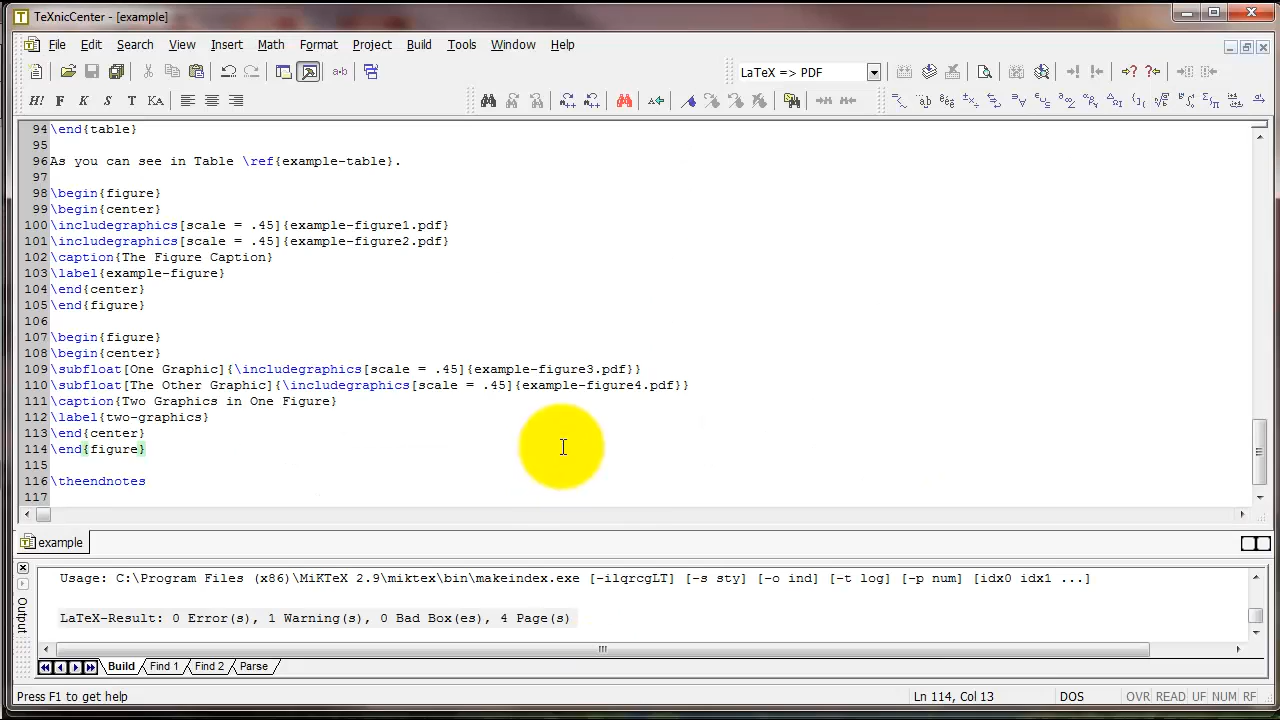 TeXnicCenter - [example]
File Edit Search View Insert Math Format Project Build Tools Window Help
LaTeX => PDF
94 \end{table}
95
96 As you can see in Table \ref{example-table}.
97
98 \begin{figure}
99 \begin{center}
100 \includegraphics[scale = .45]{example-figure1.pdf}
101 \includegraphics[scale = .45]{example-figure2.pdf}
102 \caption{The Figure Caption}
103 \label{example-figure}
104 \end{center}
105 \end{figure}
106
107 \begin{figure}
108 \begin{center}
109 \subfloat[One Graphic]{\includegraphics[scale = .45]{example-figure3.pdf}}
110 \subfloat[The Other Graphic]{\includegraphics[scale = .45]{example-figure4.pdf}}
111 \caption{Two Graphics in One Figure}
112 \label{two-graphics}
113 \end{center}
114 \end{figure}
115
116 \theendnotes
117
example
Usage: C:\Program Files (x86)\MiKTeX 2.9\miktex\bin\makeindex.exe [-ilqrcgLT] [-s sty] [-o ind] [-t log] [-p num] [idx0 idx1 ...]
LaTeX-Result: 0 Error(s), 1 Warning(s), 0 Bad Box(es), 4 Page(s)
Output
Build Find 1 Find 2 Parse
Press F1 to get help Ln 114, Col 13 DOS OVR READ UF NUM RF